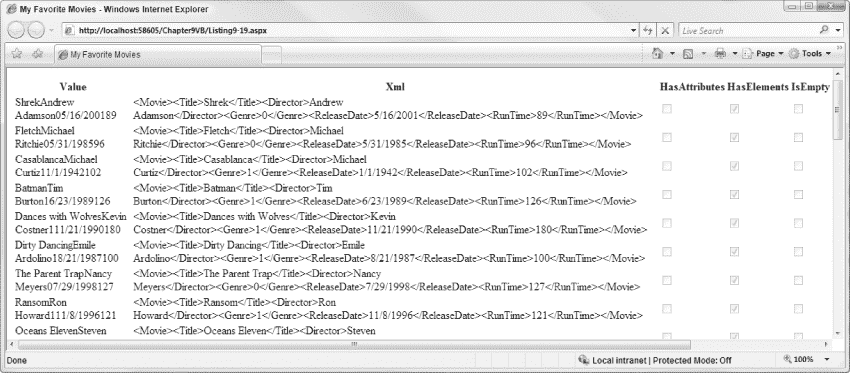 My Favorite Movies - Windows Internet Explorer
http://localhost:58605/Chapter9VB/Listing9-19.aspx
Live Search
My Favorite Movies
Page
Tools
Value Xml HasAttributes HasElements IsEmpty
ShrekAndrew <Movie><Title>Shrek</Title><Director>Andrew
Adamson05/16/200189 Adamson</Director><Genre>0</Genre><ReleaseDate>5/16/2001</ReleaseDate><RunTime>89</RunTime></Movie>
FletchMichael <Movie><Title>Fletch</Title><Director>Michael
Ritchie05/31/198596 Ritchie</Director><Genre>0</Genre><ReleaseDate>5/31/1985</ReleaseDate><RunTime>96</RunTime></Movie>
CasablancaMichael <Movie><Title>Casablanca</Title><Director>Michael
Curtiz11/1/1942102 Curtiz</Director><Genre>1</Genre><ReleaseDate>1/1/1942</ReleaseDate><RunTime>102</RunTime></Movie>
BatmanTim <Movie><Title>Batman</Title><Director>Tim
Burton16/23/1989126 Burton</Director><Genre>1</Genre><ReleaseDate>6/23/1989</ReleaseDate><RunTime>126</RunTime></Movie>
Dances with WolvesKevin <Movie><Title>Dances with Wolves</Title><Director>Kevin
Costner111/21/1990180 Costner</Director><Genre>1</Genre><ReleaseDate>11/21/1990</ReleaseDate><RunTime>180</RunTime></Movie>
Dirty DancingEmile <Movie><Title>Dirty Dancing</Title><Director>Emile
Ardolino18/21/1987100 Ardolino</Director><Genre>1</Genre><ReleaseDate>8/21/1987</ReleaseDate><RunTime>100</RunTime></Movie>
The Parent TrapNancy <Movie><Title>The Parent Trap</Title><Director>Nancy
Meyers07/29/1998127 Meyers</Director><Genre>0</Genre><ReleaseDate>7/29/1998</ReleaseDate><RunTime>127</RunTime></Movie>
RansomRon <Movie><Title>Ransom</Title><Director>Ron
Howard111/8/1996121 Howard</Director><Genre>1</Genre><ReleaseDate>11/8/1996</ReleaseDate><RunTime>121</RunTime></Movie>
Oceans ElevenSteven <Movie><Title>Oceans Eleven</Title><Director>Steven
Done Local intranet | Protected Mode: Off 100%